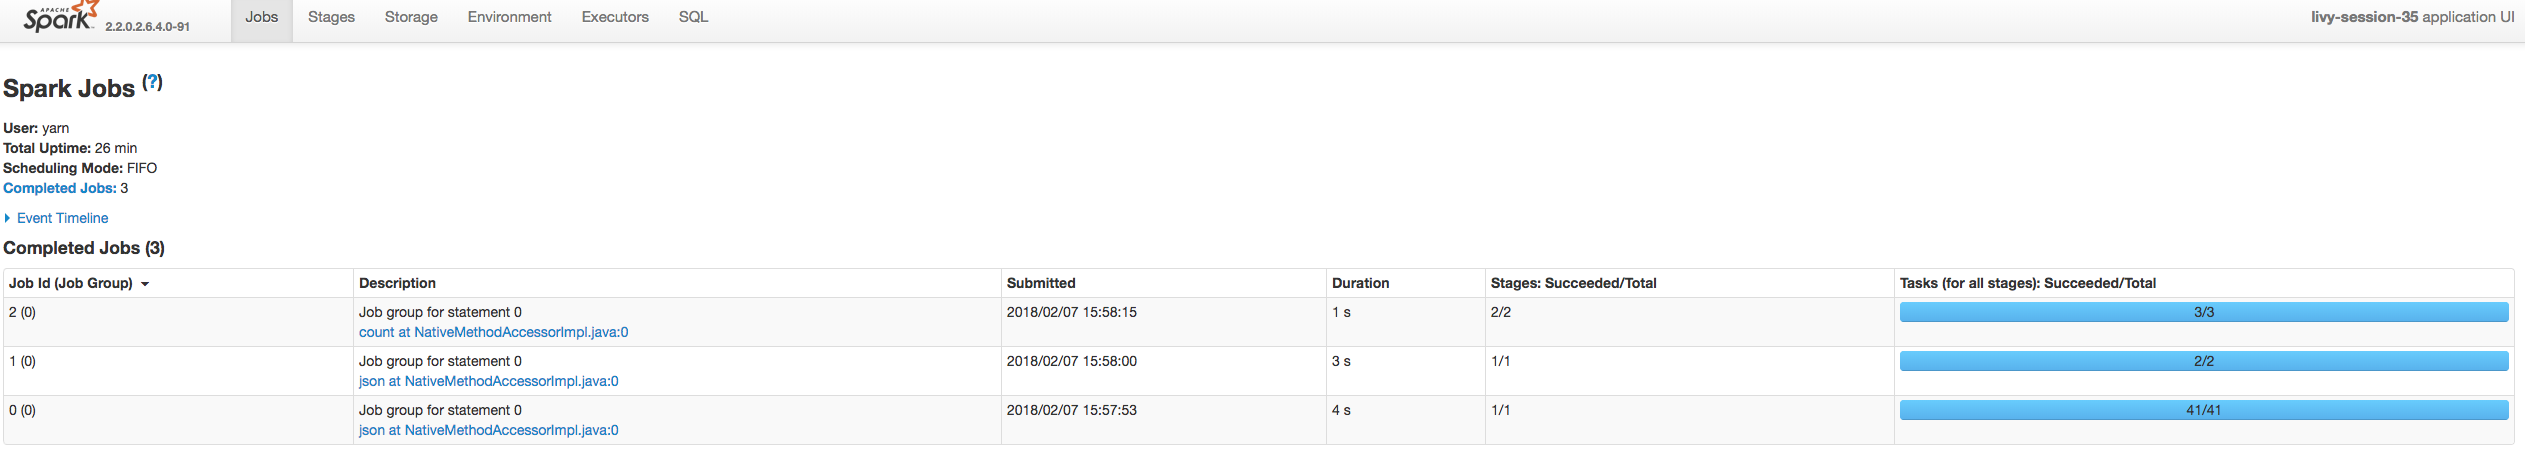 APACHE
Spark 2.2.0.2.6.4.0-91 Jobs Stages Storage Environment Executors SQL livy-session-35 application UI
Spark Jobs (?)
User: yarn
Total Uptime: 26 min
Scheduling Mode: FIFO
Completed Jobs: 3
Event Timeline
Completed Jobs (3)
Job Id (Job Group) Description Submitted Duration Stages: Succeeded/Total Tasks (for all stages): Succeeded/Total
2 (0) Job group for statement 0 2018/02/07 15:58:15 1 s 2/2 3/3
count at NativeMethodAccessorImpl.java:0
1 (0) Job group for statement 0 2018/02/07 15:58:00 3 s 1/1 2/2
json at NativeMethodAccessorImpl.java:0
0 (0) Job group for statement 0 2018/02/07 15:57:53 4 s 1/1 41/41
json at NativeMethodAccessorImpl.java:0